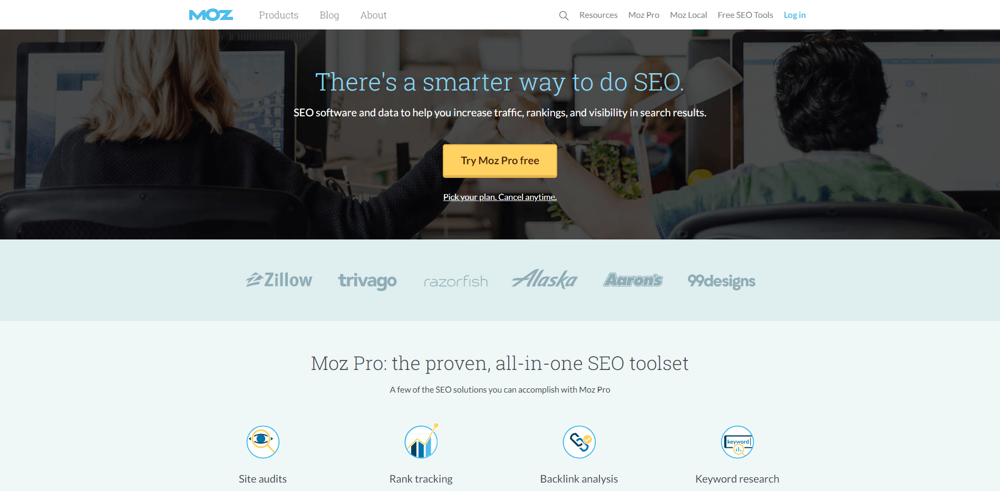 MOZ
Products Blog About
Resources Moz Pro Moz Local Free SEO Tools Log in
There's a smarter way to do SEO.
SEO software and data to help you increase traffic, rankings, and visibility in search results.
Try Moz Pro free
Pick your plan. Cancel anytime.
Zillow trivago razorfish Alaska Aaron's 99designs
Moz Pro: the proven, all-in-one SEO toolset
A few of the SEO solutions you can accomplish with Moz Pro
keyword
Site audits Rank tracking Backlink analysis Keyword research